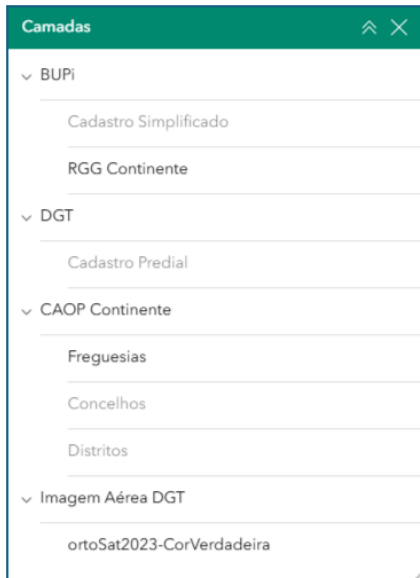 Camadas
BUPi
Cadastro Simplificado
RGG Continente
DGT
Cadastro Predial
CAOP Continente
Freguesias
Concelhos
Distritos
Imagem Aérea DGT
ortoSat2023-CorVerdadeira